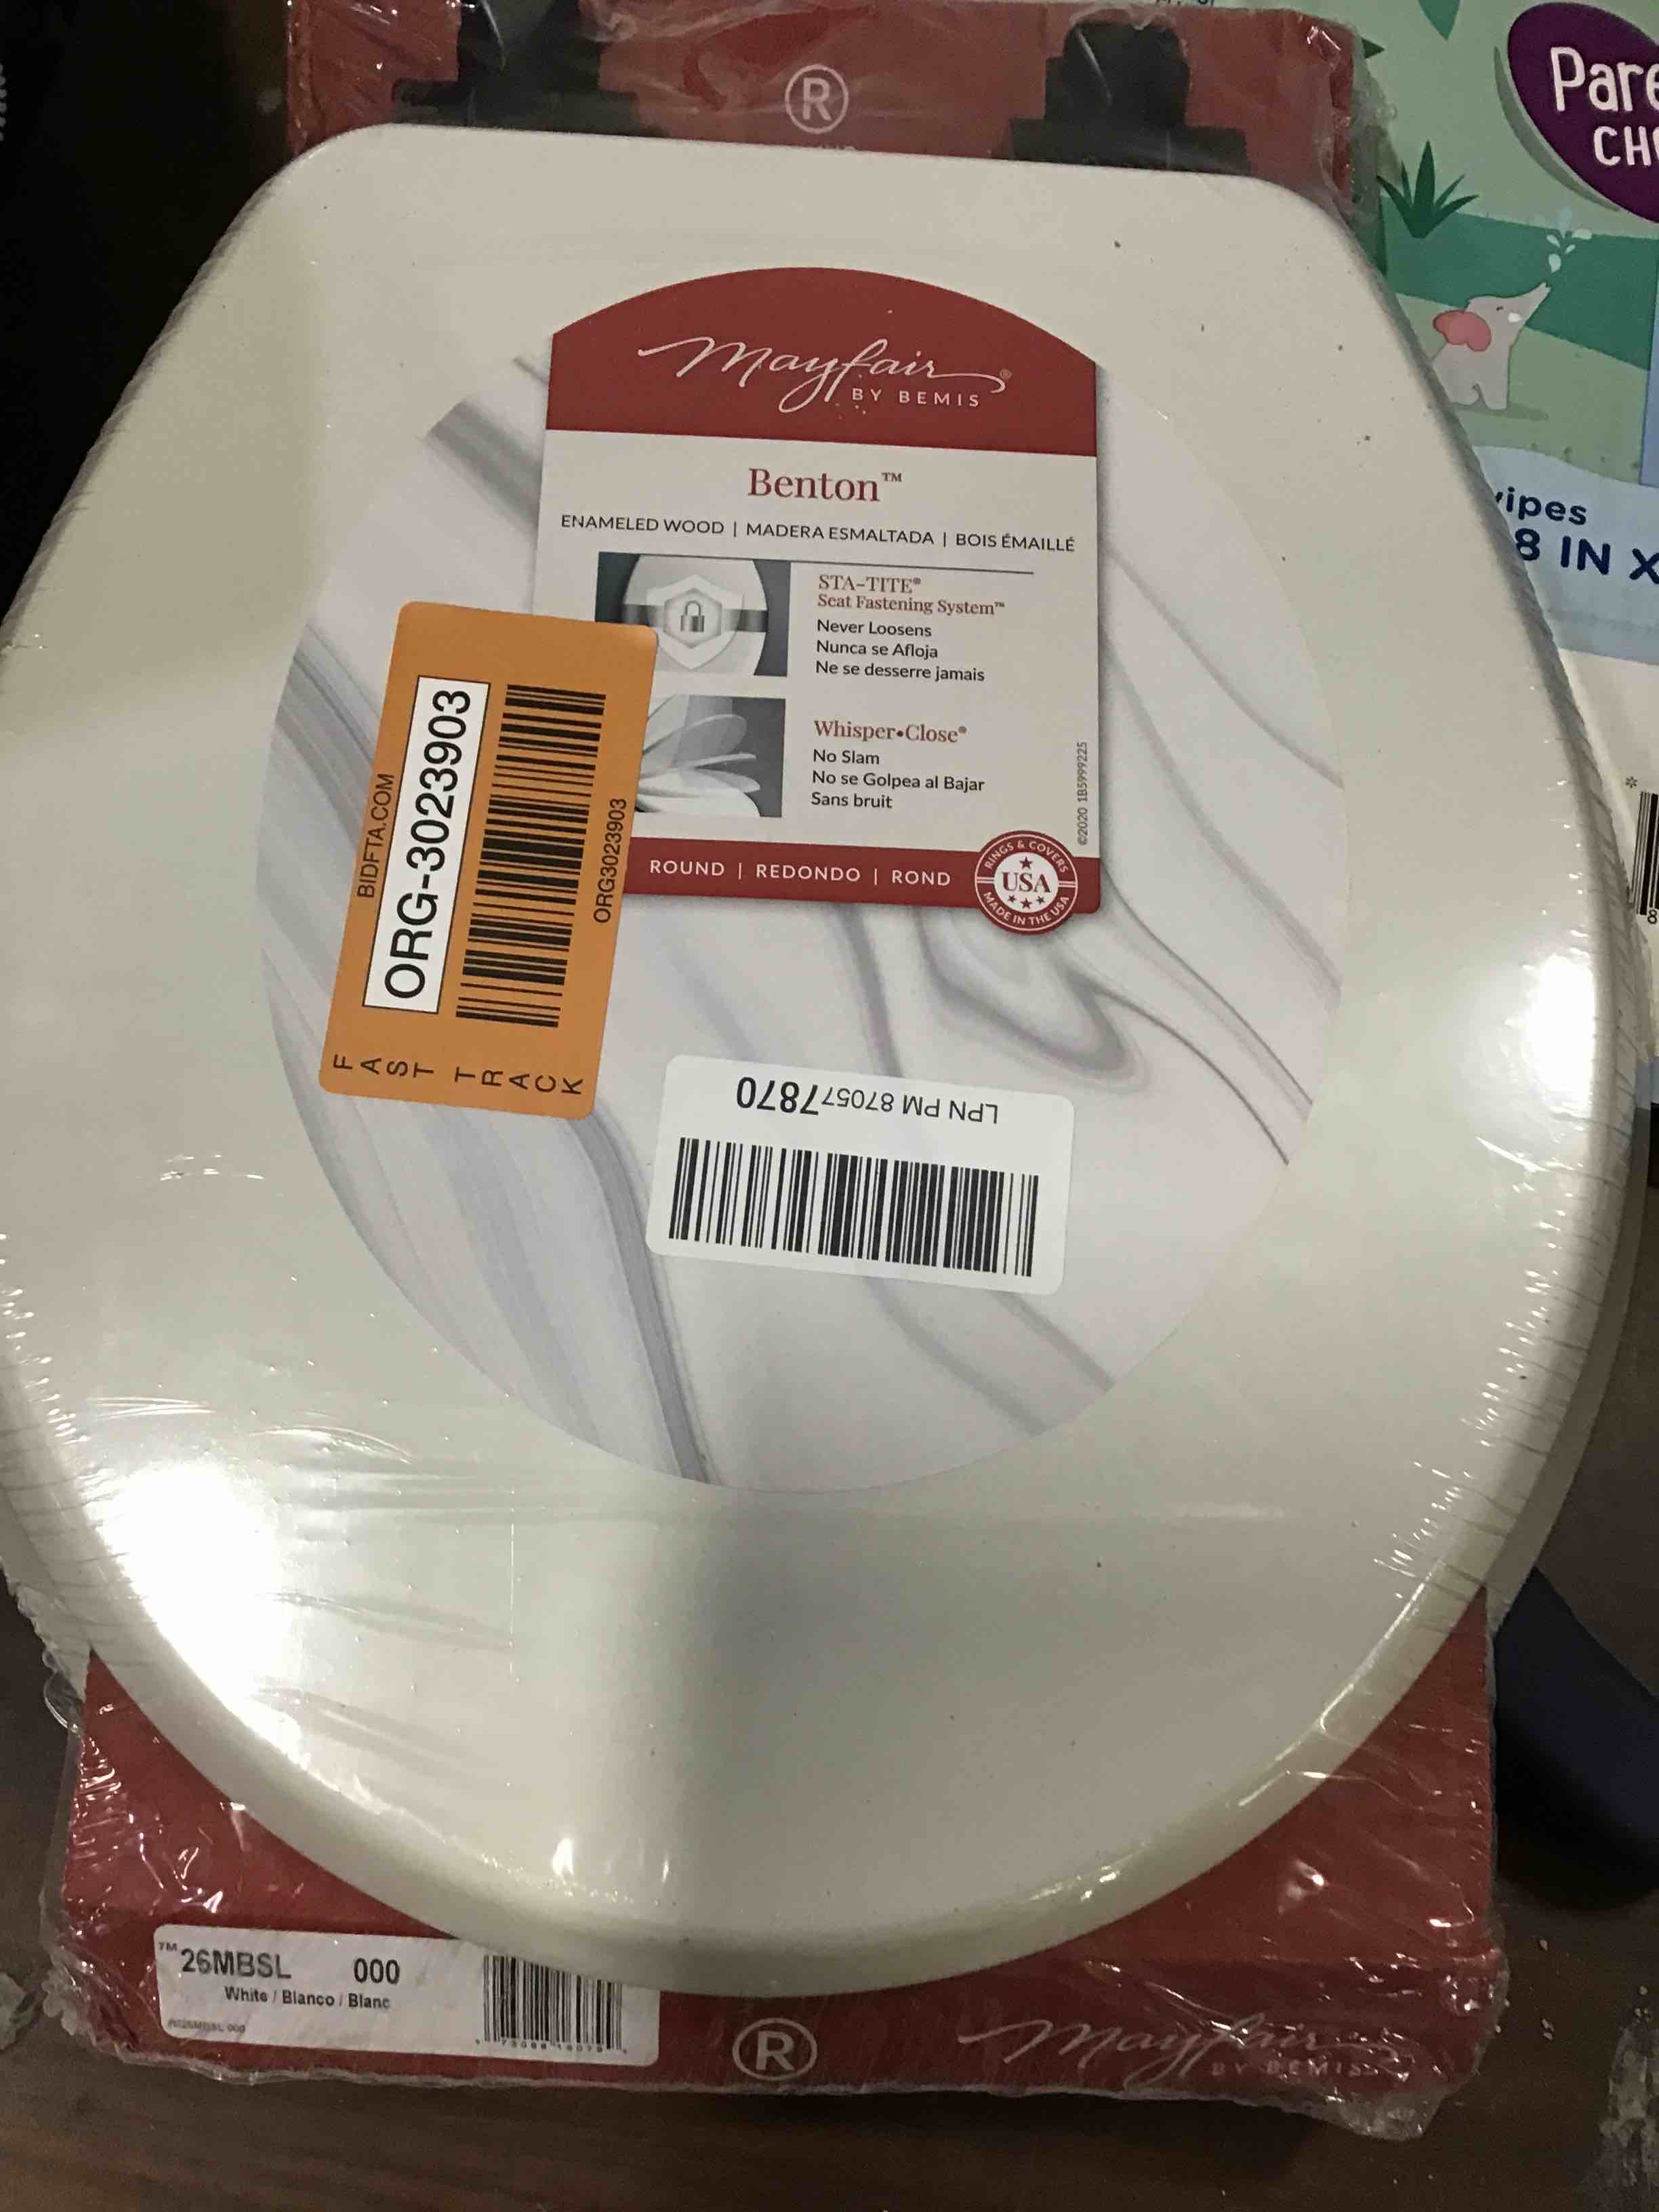 ®
Pare
CH
Mayfair®
BY BEMIS
Benton™
ENAMELED WOOD | MADERA ESMALTADA | BOIS ÉMAILLÉ
STA-TITE®
Seat Fastening System™
Never Loosens
Nunca se Afloja
Ne se desserre jamais
Whisper•Close®
No Slam
No se Golpea al Bajar
Sans bruit
©2020 1B5999225
ROUND | REDONDO | ROND
RINGS & COVERS
USA
MADE IN THE USA
BIDFTA.COM
ORG-3023903
ORG3023903
FAST TRACK
LPN PM 870577870
wipes
8 IN X
™26MBSL 000
White / Blanco / Blanc
®
Mayfair
BY BEMIS